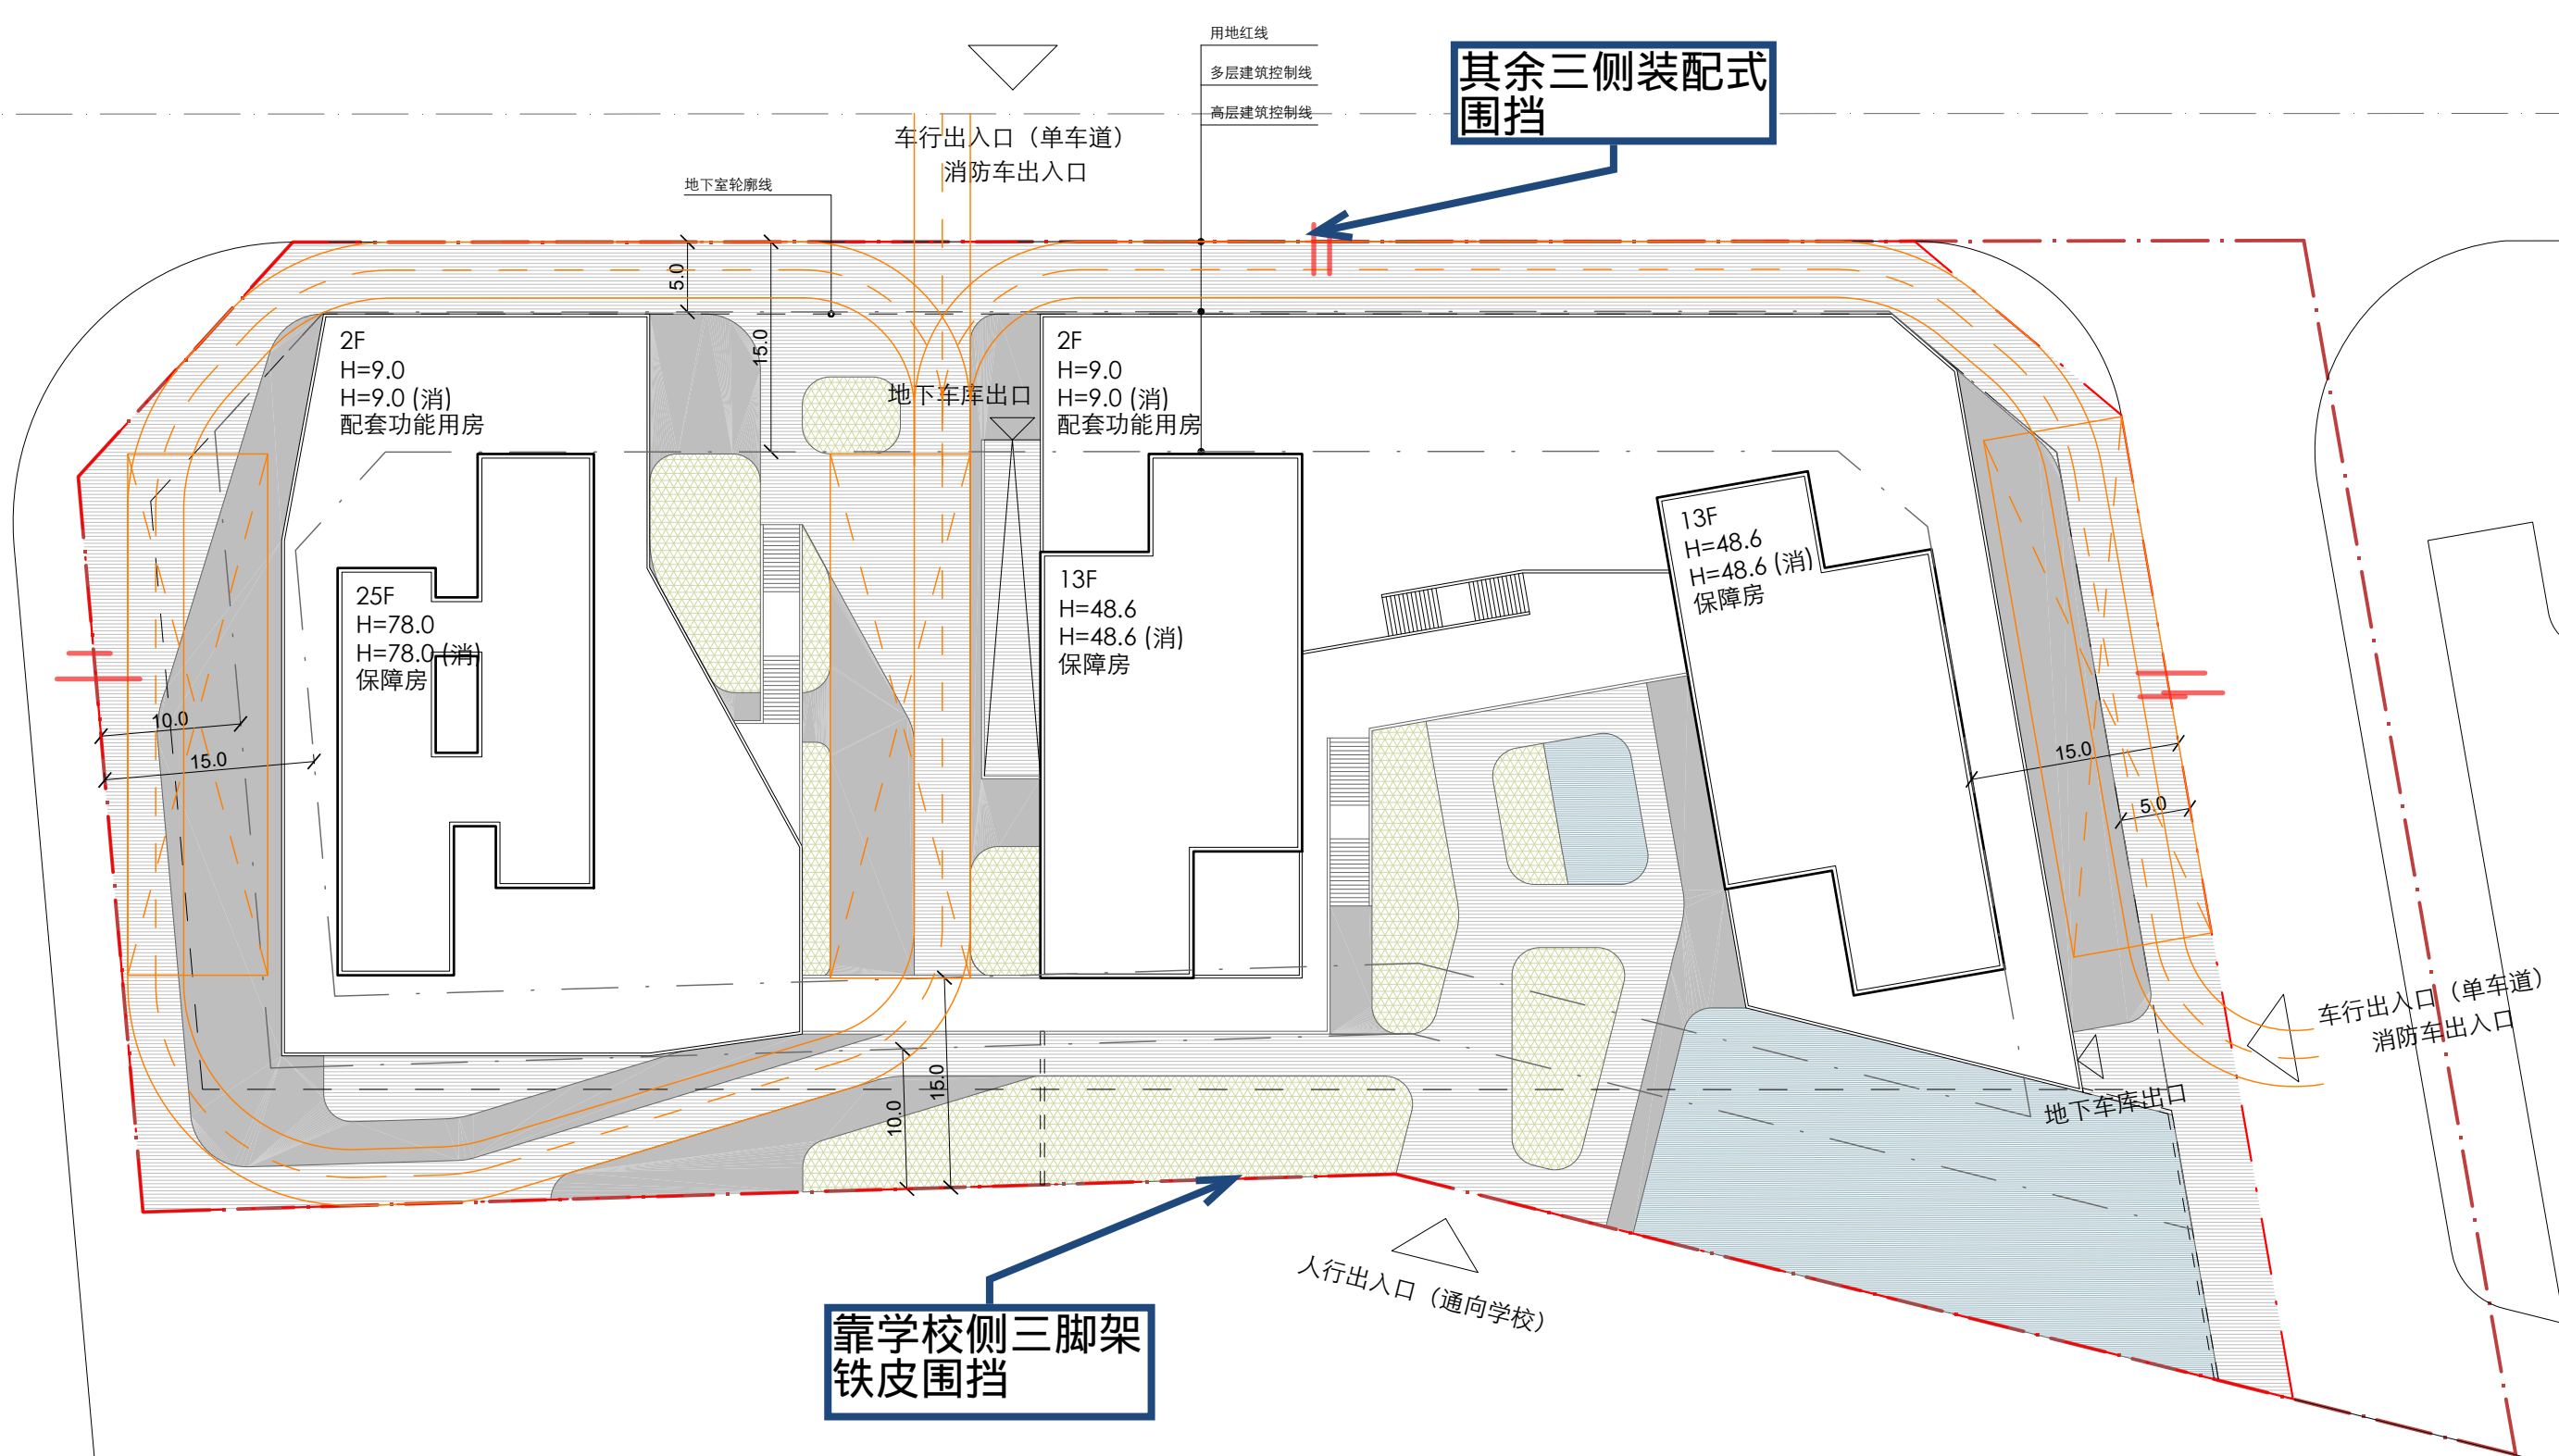 用地红线
多层建筑控制线
高层建筑控制线
其余三侧装配式
围挡
车行出入口（单车道）
消防车出入口
地下室轮廓线
5.0
15.0
2F
H=9.0
H=9.0 (消)
配套功能用房
地下车库出口
2F
H=9.0
H=9.0 (消)
配套功能用房
25F
H=78.0
H=78.0 (消)
保障房
13F
H=48.6
H=48.6 (消)
保障房
13F
H=48.6
H=48.6 (消)
保障房
10.0
15.0
15.0
5.0
车行出入口（单车道）
消防车出入口
地下车库出口
10.0
15.0
人行出入口（通向学校）
靠学校侧三脚架
铁皮围挡